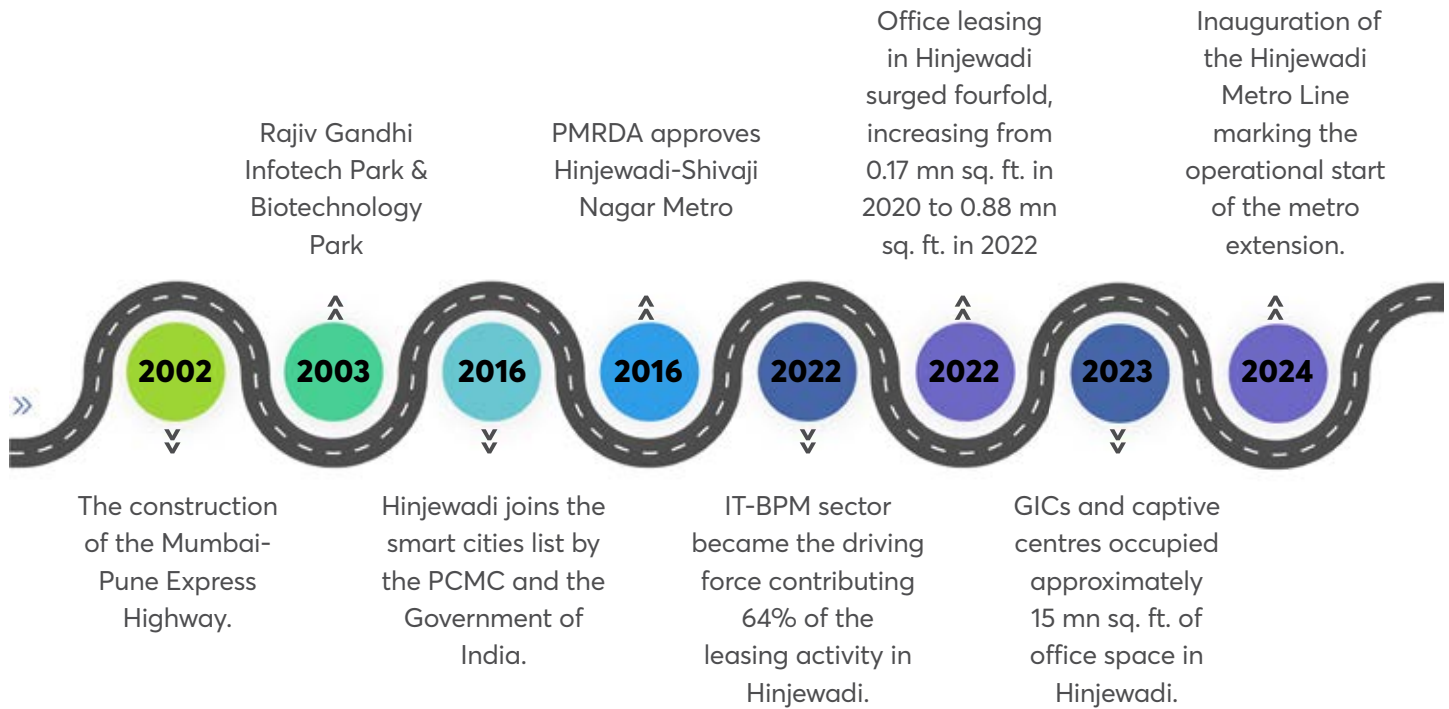 2002
The construction
of the Mumbai-
Pune Express
Highway.
Rajiv Gandhi
Infotech Park &
Biotechnology
Park
2003
2016
Hinjewadi joins the
smart cities list by
the PCMC and the
Government of
India.
PMRDA approves
Hinjewadi-Shivaji
Nagar Metro
2016
2022
IT-BPM sector
became the driving
force contributing
64% of the
leasing activity in
Hinjewadi.
Office leasing
in Hinjewadi
surged fourfold,
increasing from
0.17 mn sq. ft. in
2020 to 0.88 mn
sq. ft. in 2022
2022
2023
GICs and captive
centres occupied
approximately
15 mn sq. ft. of
office space in
Hinjewadi.
Inauguration of
the Hinjewadi
Metro Line
marking the
operational start
of the metro
extension.
2024